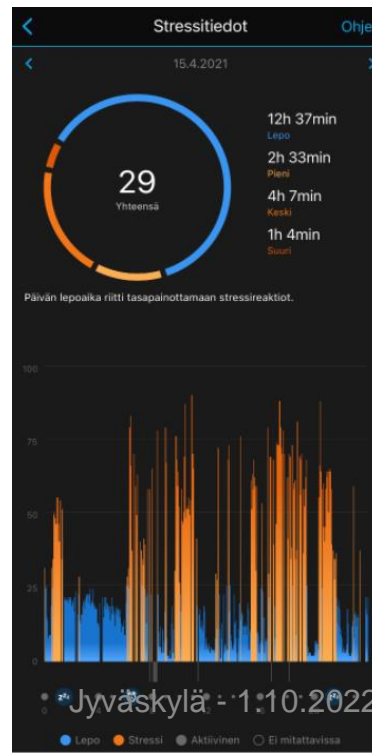 Stressitiedot
Ohje
15.4.2021
29
Yhteensä
12h 37min
Lepo
2h 33min
Pieni
4h 7min
Keski
1h 4min
Suuri
Päivän lepoaika riitti tasapainottamaan stressireaktiot.
100
75
50
25
0
Jyväskylä - 1.10.2022
Lepo
Stressi
Aktiivinen
Ei mitattavissa